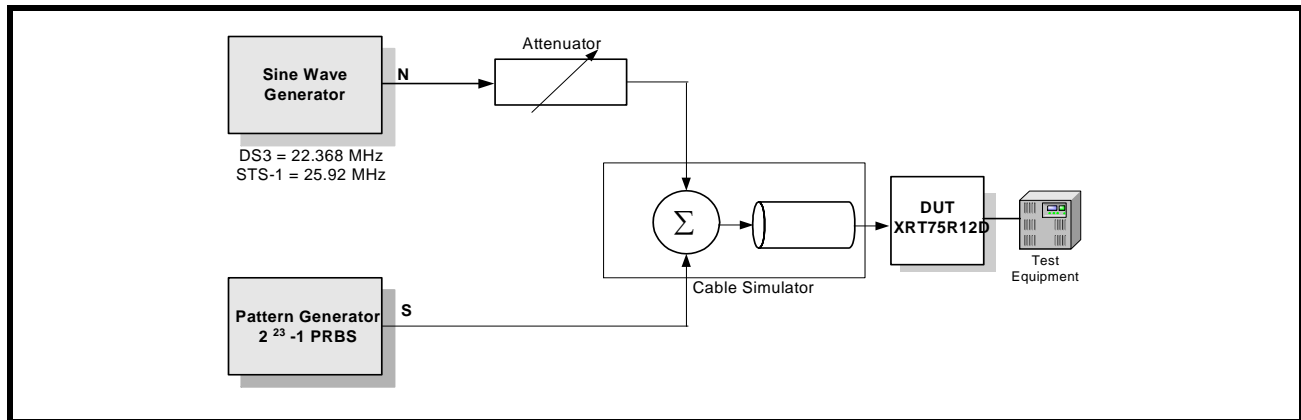 Sine Wave
Generator
N
Attenuator
DS3 = 22.368 MHz
STS-1 = 25.92 MHz
Σ
DUT
XRT75R12D
Test
Equipment
Cable Simulator
Pattern Generator
2 ²³ -1 PRBS
S